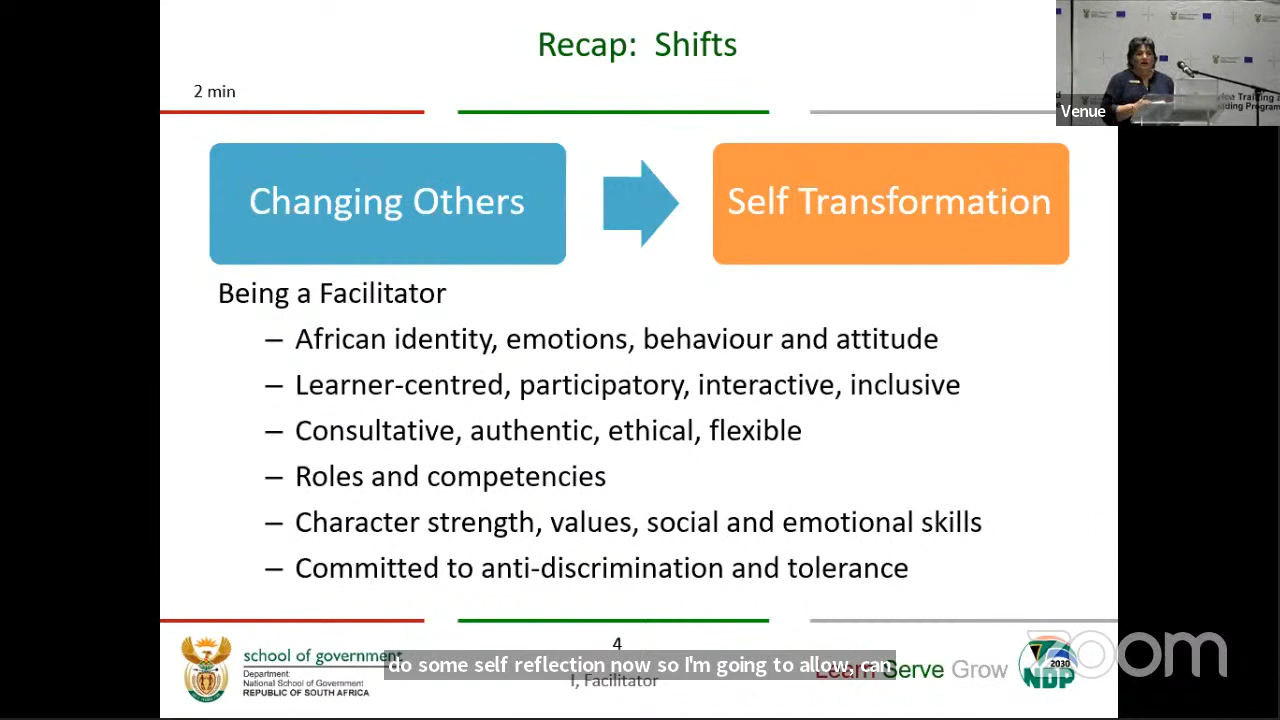 Recap: Shifts
2 min
Venue
Changing Others
Self Transformation
Being a Facilitator
– African identity, emotions, behaviour and attitude
– Learner-centred, participatory, interactive, inclusive
– Consultative, authentic, ethical, flexible
– Roles and competencies
– Character strength, values, social and emotional skills
– Committed to anti-discrimination and tolerance
4
school of government
Department:
National School of Government
REPUBLIC OF SOUTH AFRICA
do some self reflection now so I'm going to allow, can
I, Facilitator
Learn Serve Grow
2030
NDP
zoom